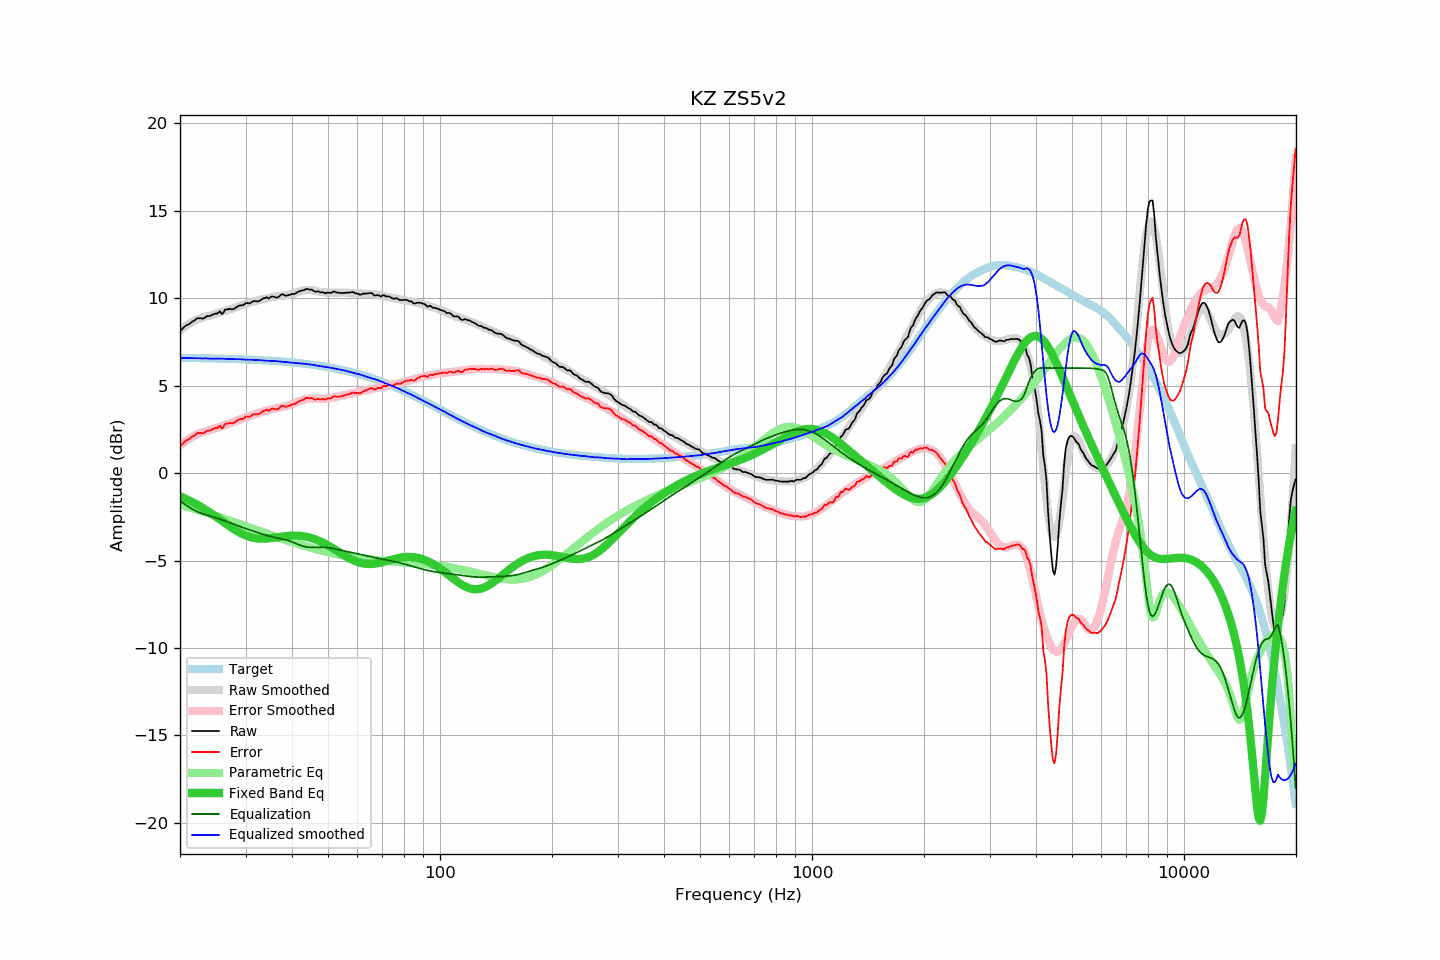 KZ ZS5v2
20
15
10
5
0
−5
−10
−15
−20
Amplitude (dBr)
Target
Raw Smoothed
Error Smoothed
Raw
Error
Parametric Eq
Fixed Band Eq
Equalization
Equalized smoothed
100
1000
10000
Frequency (Hz)